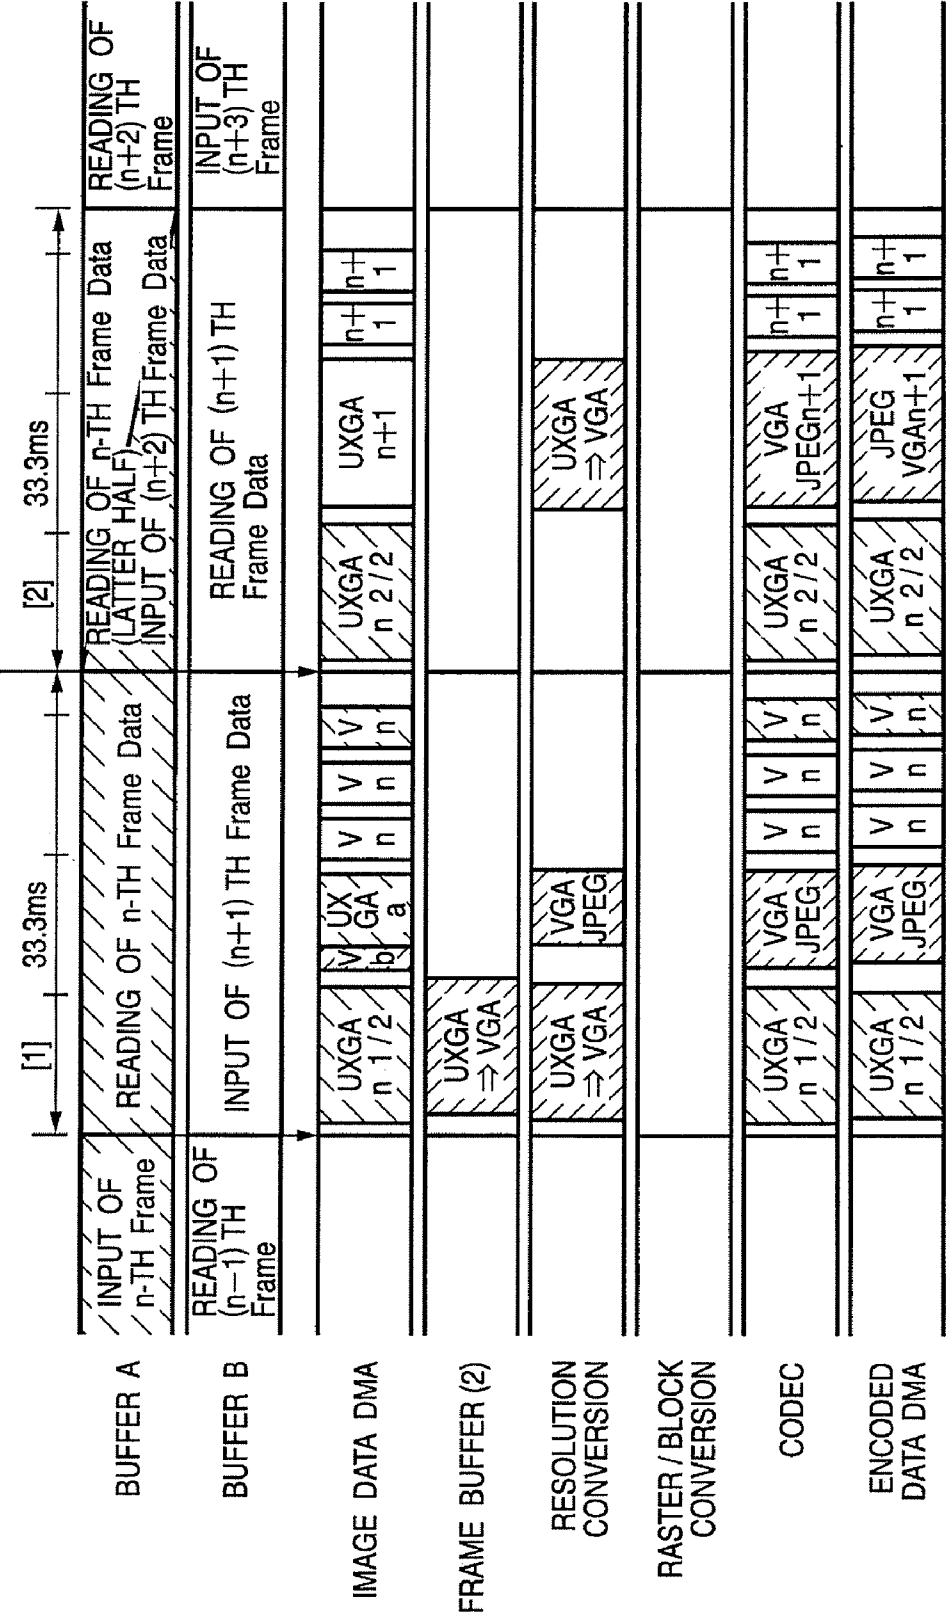 [1]
33.3ms
[2]
33.3ms
BUFFER A
INPUT OF
n-TH Frame
READING OF n-TH Frame Data
READING OF n-TH Frame Data
(LATTER HALF)
INPUT OF (n+2) TH Frame Data
READING OF
(n+2) TH
Frame
BUFFER B
READING OF
(n−1) TH
Frame
INPUT OF (n+1) TH Frame Data
READING OF (n+1) TH
Frame Data
INPUT OF
(n+3) TH
Frame
IMAGE DATA DMA
UXGA
n 1/2
V
b
UX
GA
a
V
n
V
n
V
n
UXGA
n 2/2
UXGA
n+1
n+
1
n+
1
FRAME BUFFER (2)
UXGA
⇒ VGA
RESOLUTION
CONVERSION
UXGA
⇒ VGA
VGA
JPEG
UXGA
⇒ VGA
RASTER / BLOCK
CONVERSION
CODEC
UXGA
n 1/2
VGA
JPEG
V
n
V
n
V
n
UXGA
n 2/2
VGA
JPEGn+1
n+
1
n+
1
ENCODED
DATA DMA
UXGA
n 1/2
VGA
JPEG
V
n
V
n
V
n
UXGA
n 2/2
JPEG
VGAn+1
n+
1
n+
1